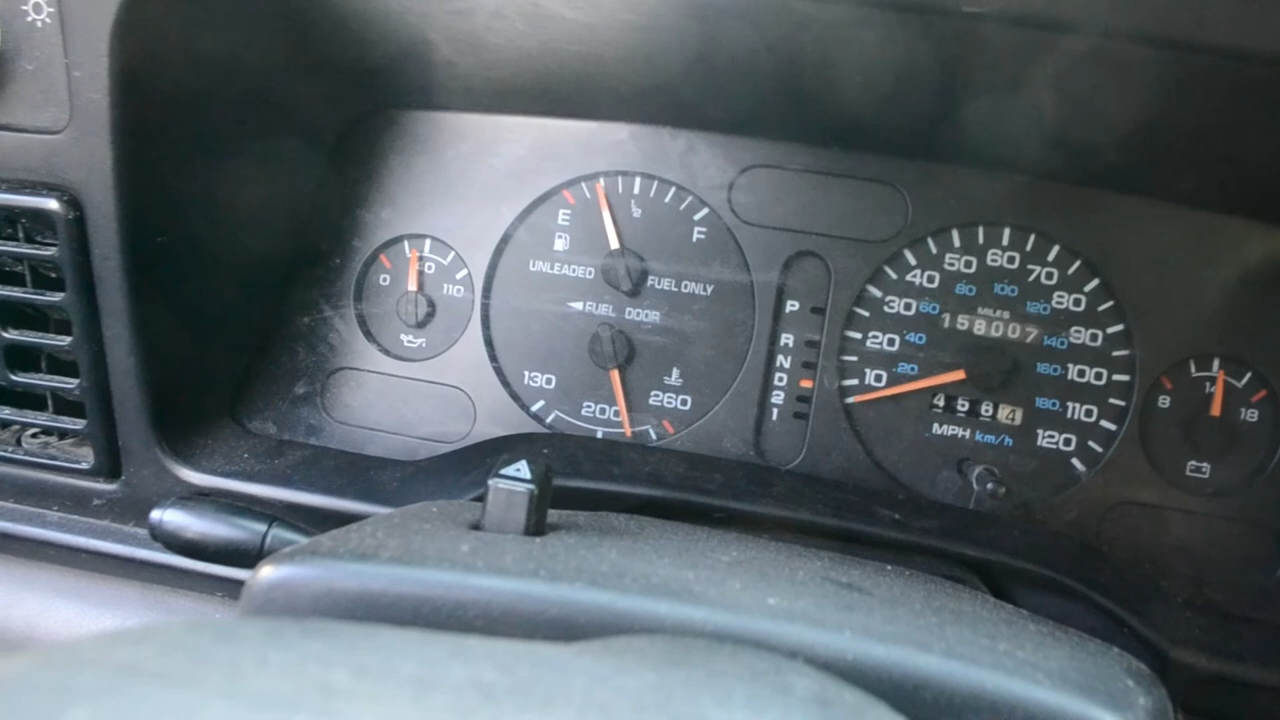 0 0 110
E 1/2 F
UNLEADED FUEL ONLY
FUEL DOOR
130 200 260
P
R
N
D
2
1
10 20 30 40 50 60 70 80 90 100 110 120
20 40 60 80 100 120 140 160 180
MILES
158007
4564
MPH km/h
8 14 18